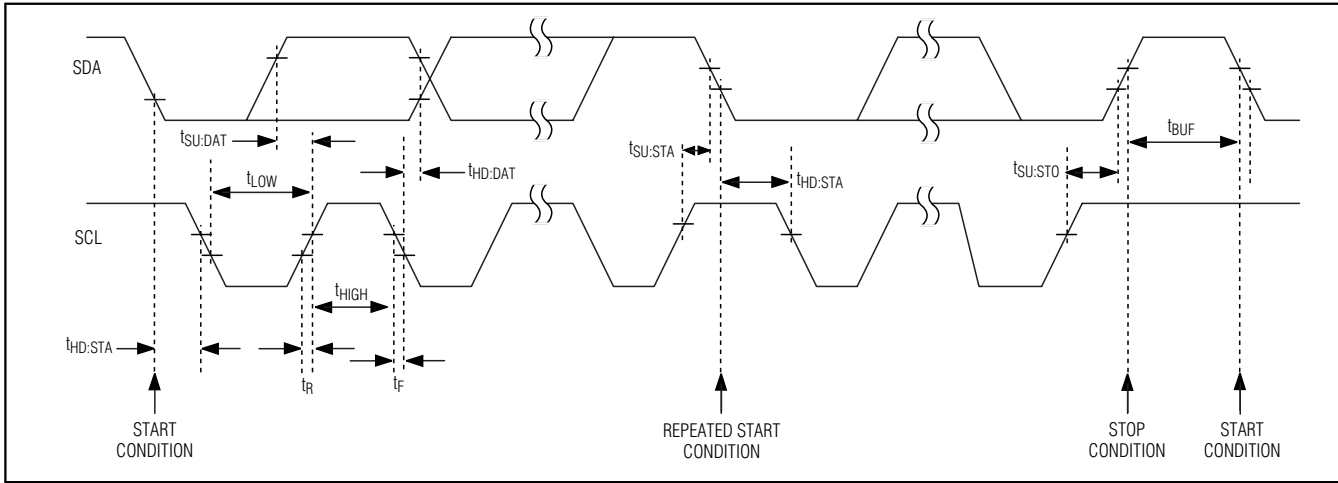 SDA
tSU:DAT
tLOW
tHD:DAT
tSU:STA
tHD:STA
tBUF
tSU:STO
SCL
tHIGH
tHD:STA
tR
tF
START
CONDITION
REPEATED START
CONDITION
STOP
CONDITION
START
CONDITION